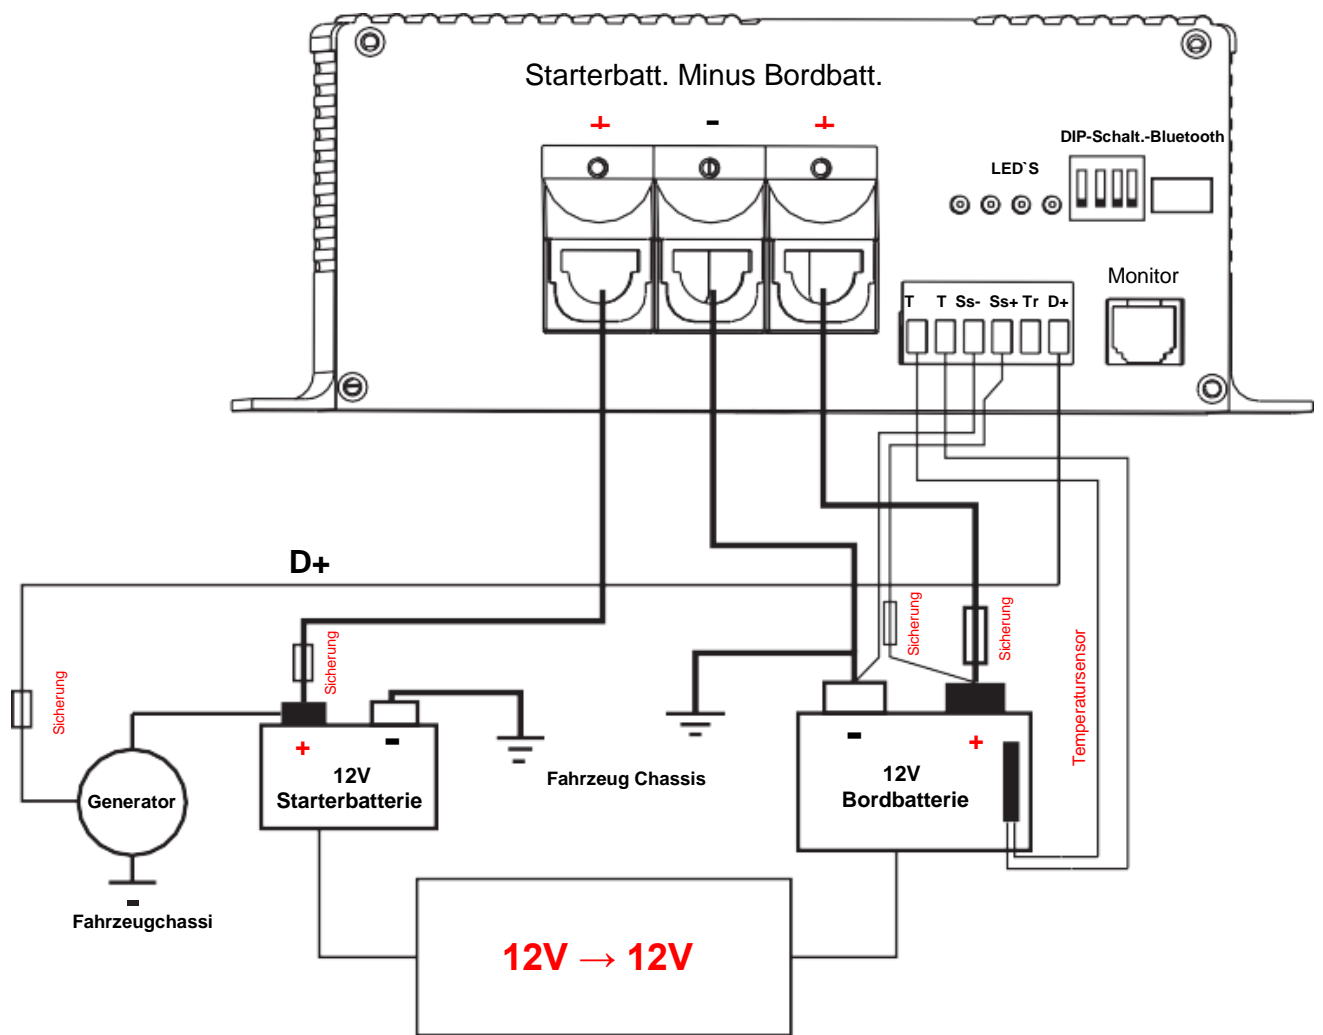 Starterbatt. Minus Bordbatt.
+ - +
DIP-Schalt.-Bluetooth
LED`S
Monitor
T T Ss- Ss+ Tr D+
D+
Sicherung
Sicherung
Sicherung
Sicherung
Temperatursensor
+ -
12V
Starterbatterie
Generator
-
Fahrzeugchassi
Fahrzeug Chassis
- +
12V
Bordbatterie
12V → 12V